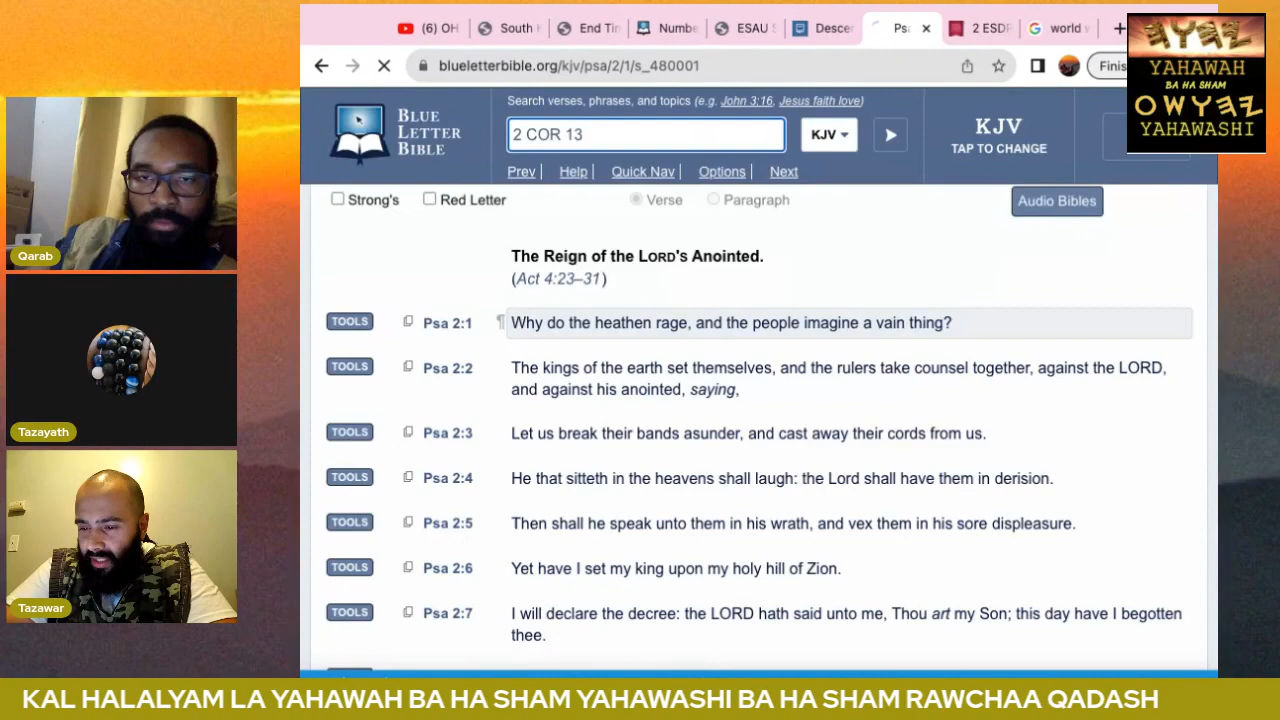 (6) OH
South
End Tin
Numbe
ESAU S
Descer
Psa
2 ESDR
world w
blueletterbible.org/kjv/psa/2/1/s_480001
Finis
YAHAWAH
BA HA SHAM
YAHAWASHI
BLUE
LETTER
BIBLE
Search verses, phrases, and topics (e.g. John 3:16, Jesus faith love)
2 COR 13
KJV
KJV
TAP TO CHANGE
Prev | Help | Quick Nav | Options | Next
Strong's
Red Letter
Verse
Paragraph
Audio Bibles
The Reign of the LORD'S Anointed.
(Act 4:23–31)
TOOLS Psa 2:1 ¶ Why do the heathen rage, and the people imagine a vain thing?
TOOLS Psa 2:2 The kings of the earth set themselves, and the rulers take counsel together, against the LORD,
and against his anointed, saying,
TOOLS Psa 2:3 Let us break their bands asunder, and cast away their cords from us.
TOOLS Psa 2:4 He that sitteth in the heavens shall laugh: the Lord shall have them in derision.
TOOLS Psa 2:5 Then shall he speak unto them in his wrath, and vex them in his sore displeasure.
TOOLS Psa 2:6 Yet have I set my king upon my holy hill of Zion.
TOOLS Psa 2:7 I will declare the decree: the LORD hath said unto me, Thou art my Son; this day have I begotten
thee.
Qarab
Tazayath
Tazawar
KAL HALALYAM LA YAHAWAH BA HA SHAM YAHAWASHI BA HA SHAM RAWCHAA QADASH